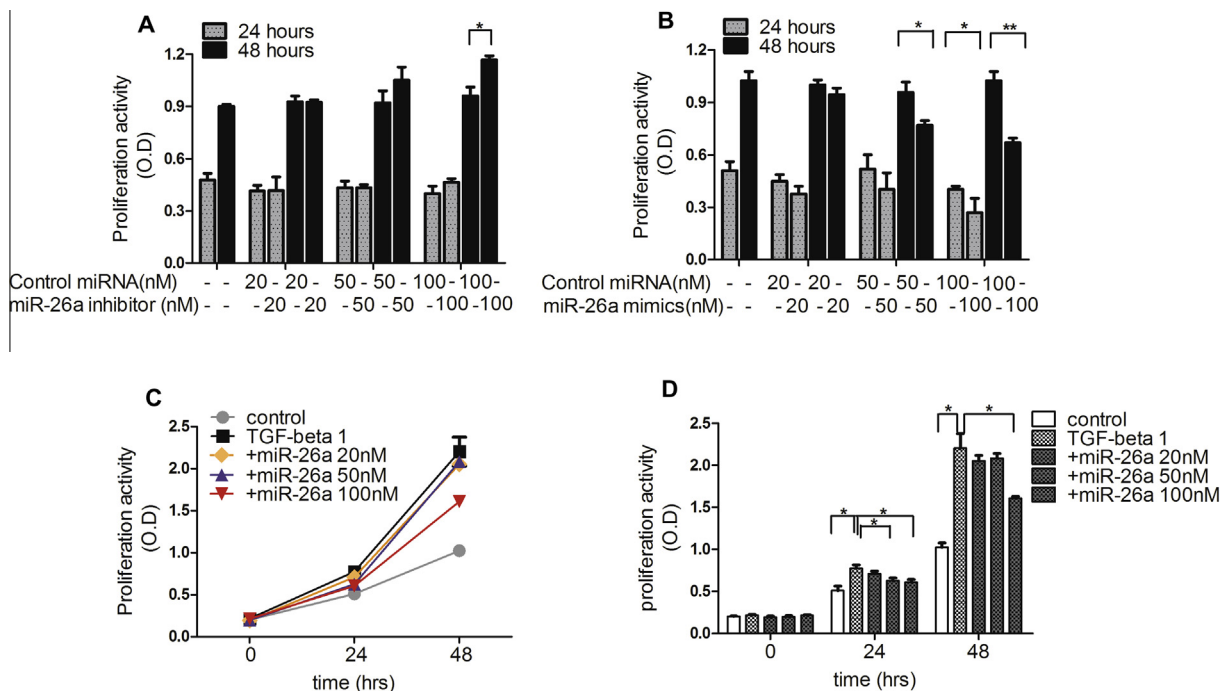 A
24 hours
48 hours
*
1.2
0.9
0.6
0.3
0.0
Proliferation activity
(O.D)
Control miRNA(nM) - - 20 - 20 - 50 - 50 - 100 - 100 -
miR-26a inhibitor (nM) - - - 20 - 20 - 50 - 50 - 100 - 100
B
24 hours
48 hours
* * **
1.2
0.9
0.6
0.3
0.0
Proliferation activity
(O.D)
Control miRNA(nM) - - 20 - 20 - 50 - 50 - 100 - 100 -
miR-26a mimics(nM) - - - 20 - 20 - 50 - 50 - 100 - 100
C
control
TGF-beta 1
+miR-26a 20nM
+miR-26a 50nM
+miR-26a 100nM
2.5
2.0
1.5
1.0
0.5
0.0
Proliferation activity
(O.D)
0 24 48
time (hrs)
D
control
TGF-beta 1
+miR-26a 20nM
+miR-26a 50nM
+miR-26a 100nM
* *
* *
*
2.5
2.0
1.5
1.0
0.5
0.0
proliferation activity
(O.D)
0 24 48
time (hrs)